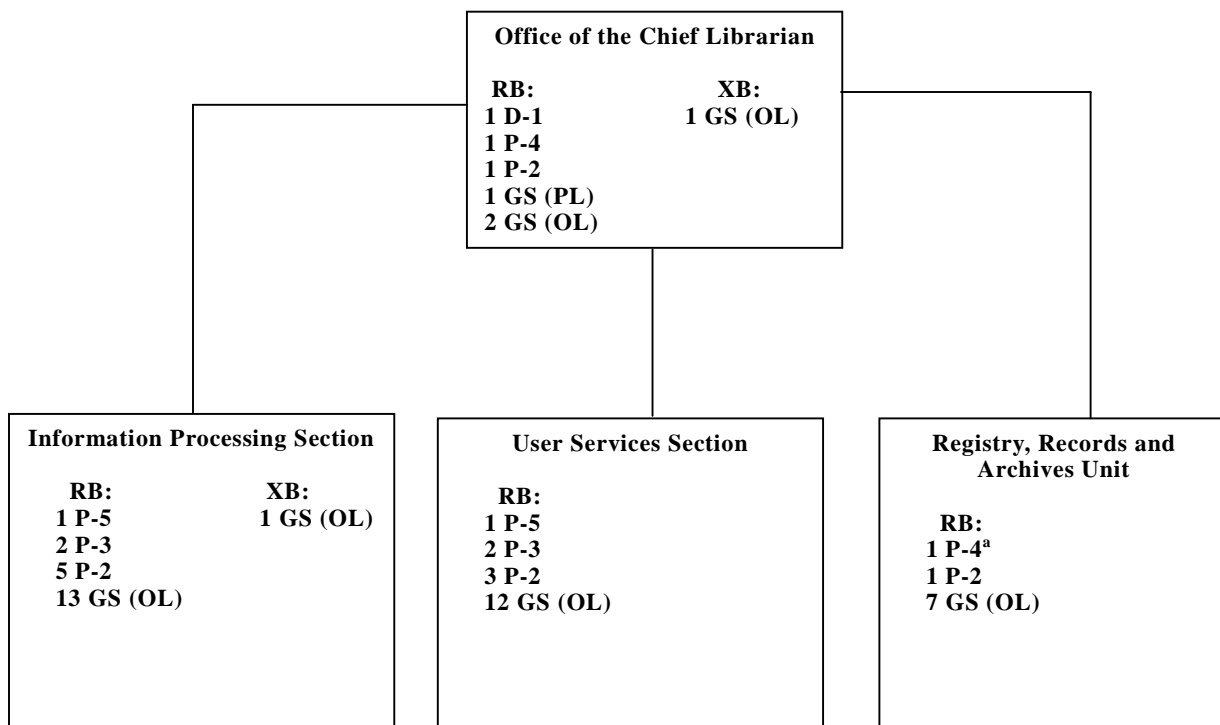 Office of the Chief Librarian
RB: XB:
1 D-1 1 GS (OL)
1 P-4
1 P-2
1 GS (PL)
2 GS (OL)
Information Processing Section
RB: XB:
1 P-5 1 GS (OL)
2 P-3
5 P-2
13 GS (OL)
User Services Section
RB:
1 P-5
2 P-3
3 P-2
12 GS (OL)
Registry, Records and
Archives Unit
RB:
1 P-4ª
1 P-2
7 GS (OL)